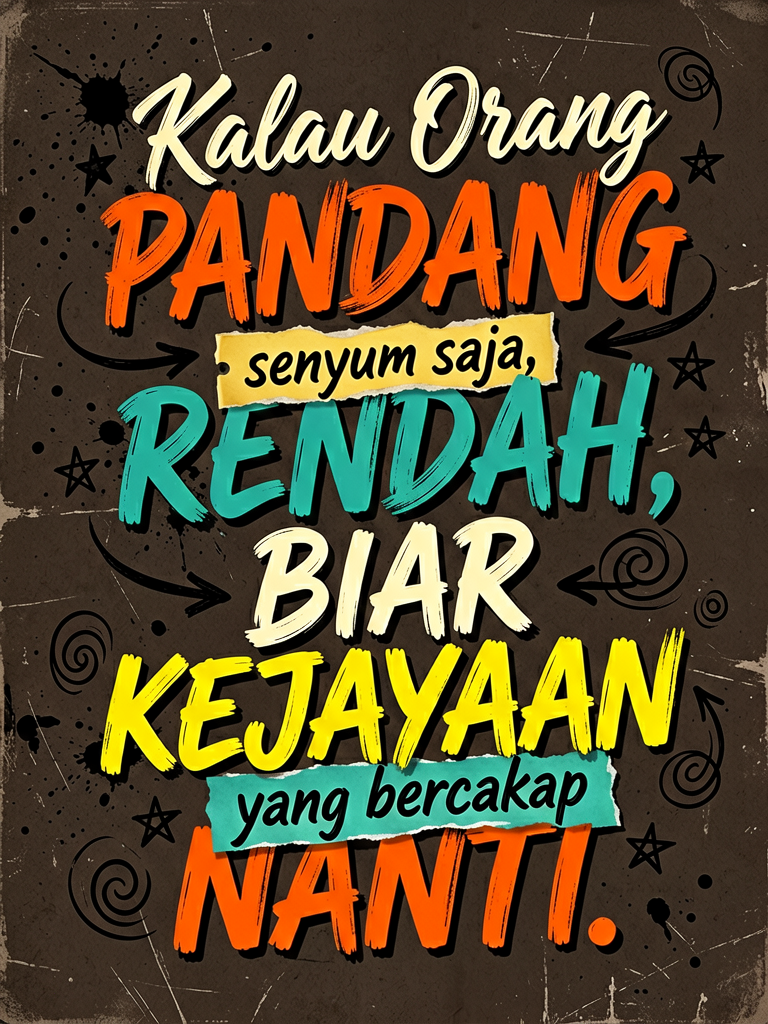 Kalau Orang
PANDANG
senyum saja,
RENDAH,
BIAR
KEJAYAAN
yang bercakap
NANTI.